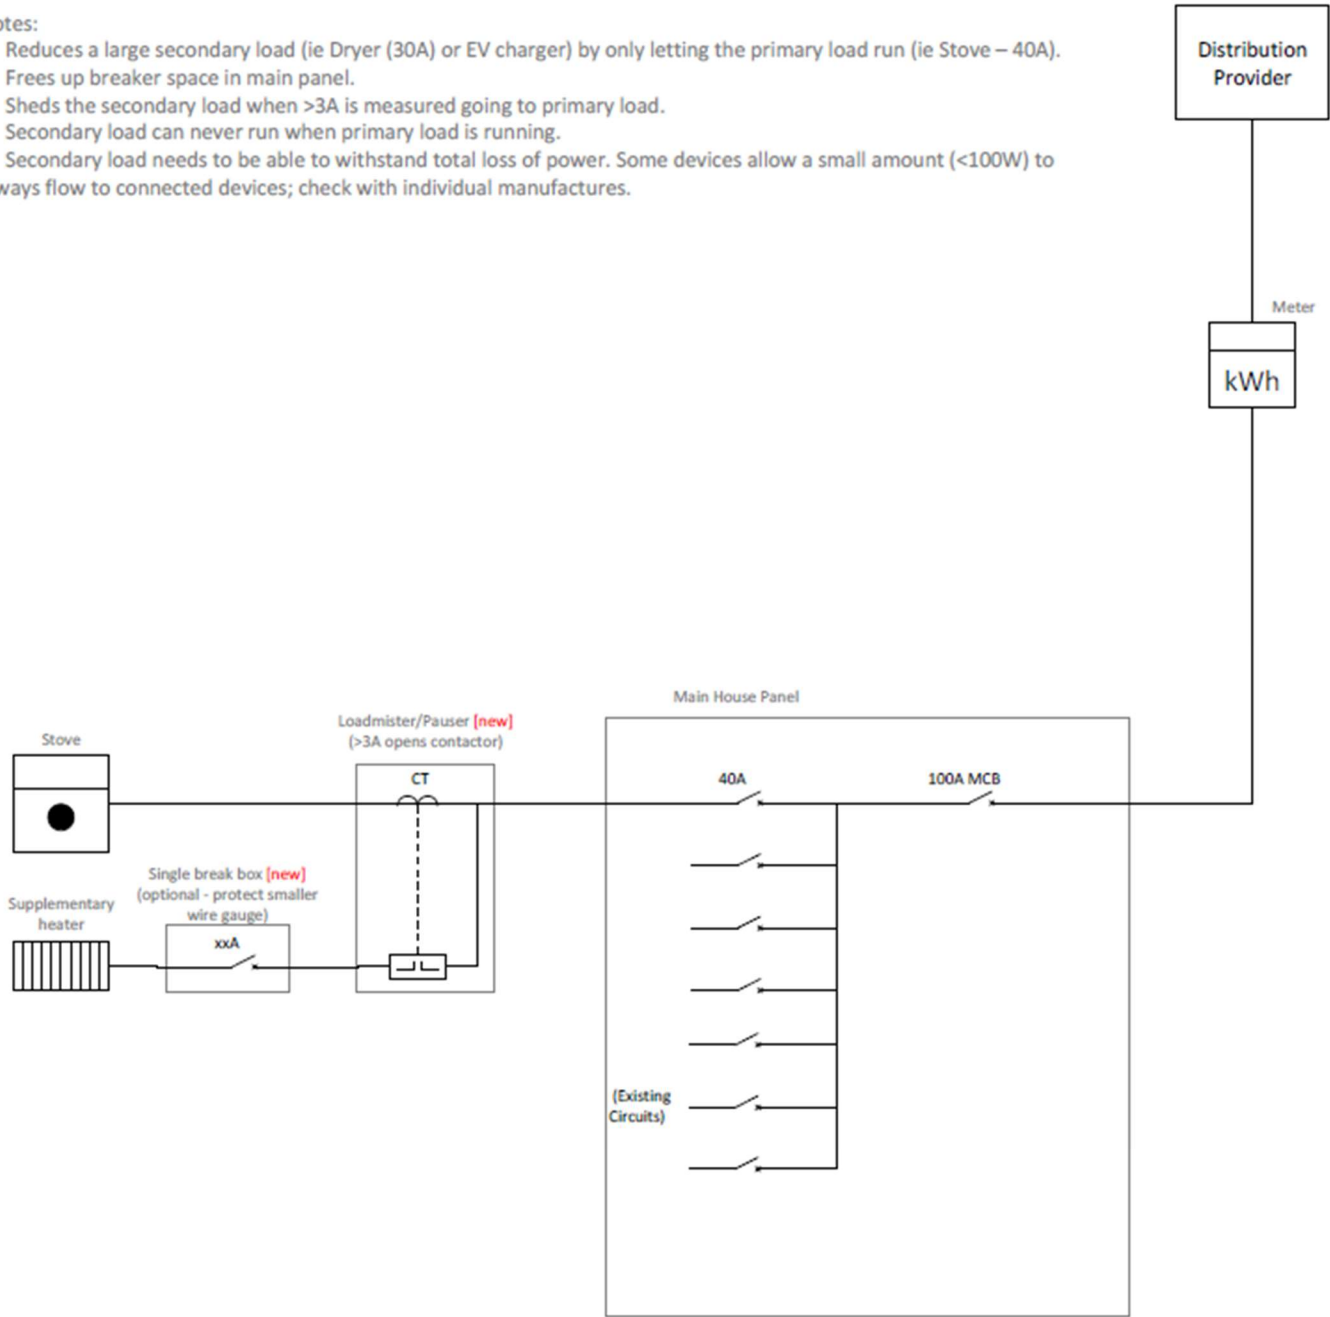 otes:
Reduces a large secondary load (ie Dryer (30A) or EV charger) by only letting the primary load run (ie Stove – 40A).
Frees up breaker space in main panel.
Sheds the secondary load when >3A is measured going to primary load.
Secondary load can never run when primary load is running.
Secondary load needs to be able to withstand total loss of power. Some devices allow a small amount (<100W) to
ways flow to connected devices; check with individual manufactures.
Distribution
Provider
Meter
kWh
Main House Panel
Loadmister/Pauser [new]
(>3A opens contactor)
Stove
CT
40A
100A MCB
Single break box [new]
(optional - protect smaller
wire gauge)
Supplementary
heater
xxA
(Existing
Circuits)